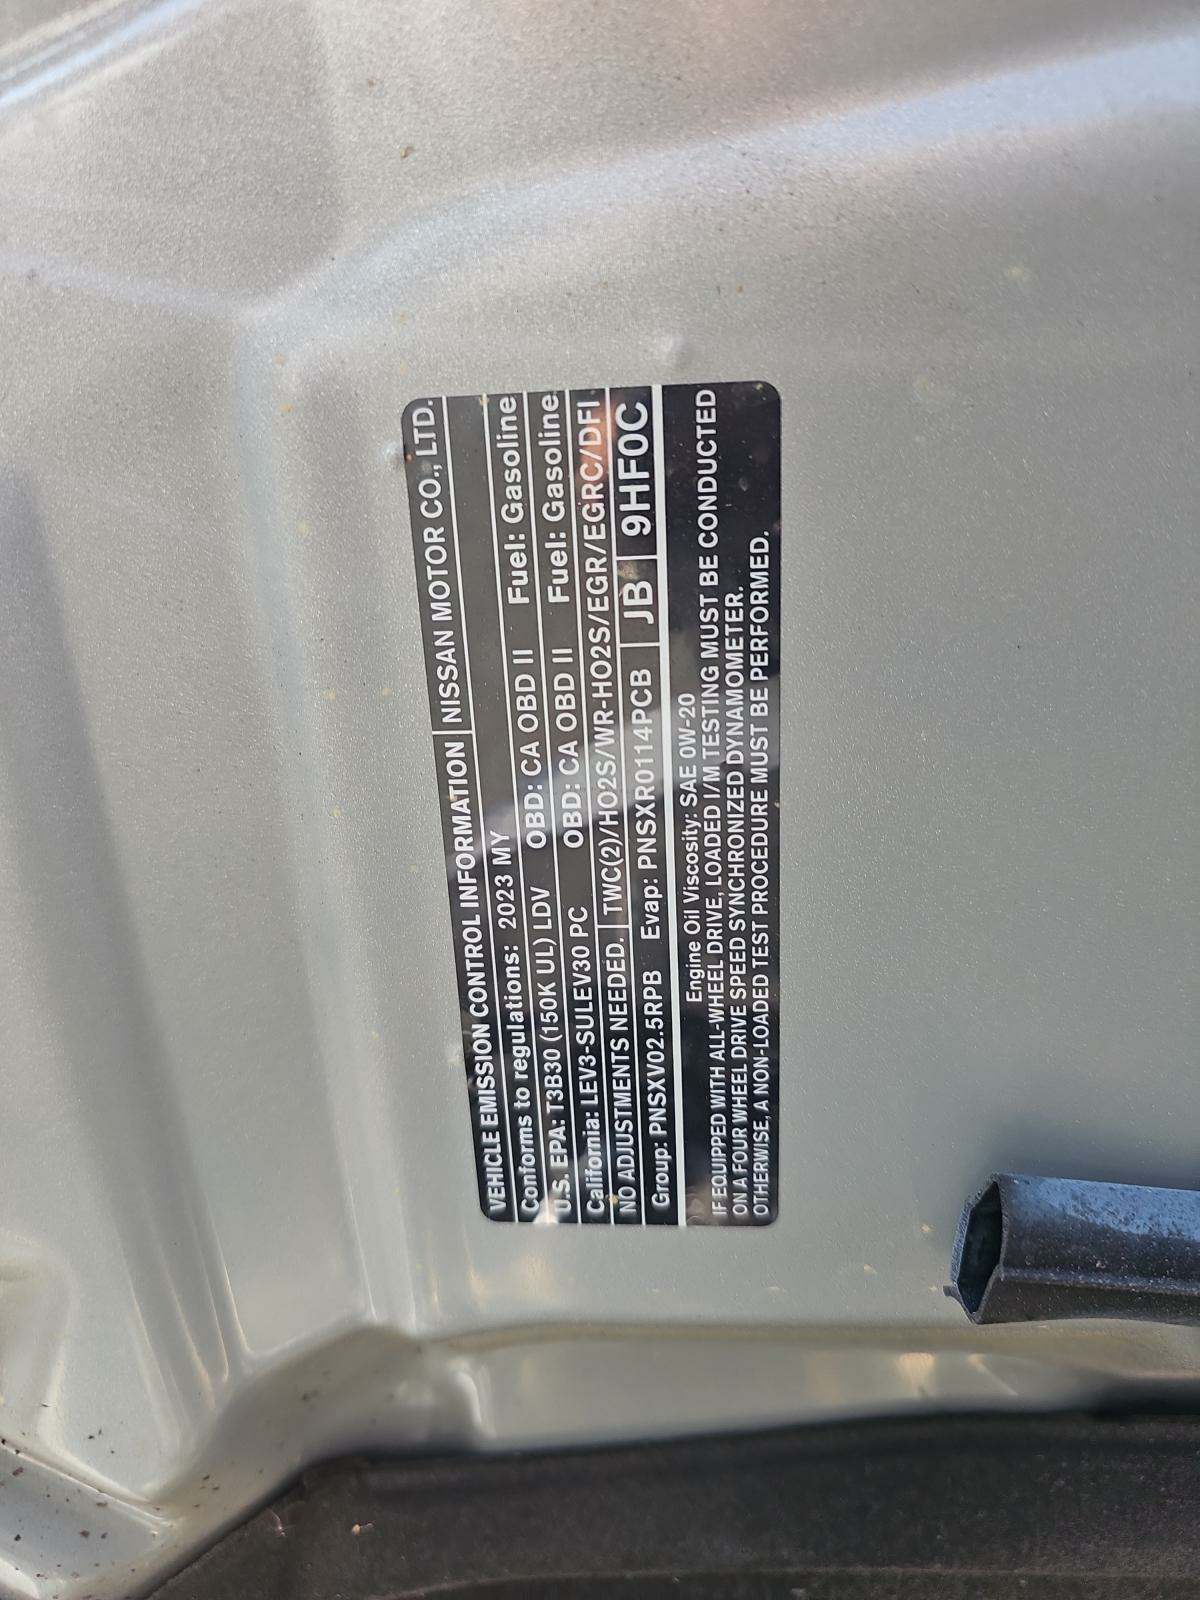 VEHICLE EMISSION CONTROL INFORMATION NISSAN MOTOR CO., LTD.
Conforms to regulations: 2023 MY
U.S. EPA: T3B30 (150K UL) LDV OBD: CA OBD II Fuel: Gasoline
California: LEV3-SULEV30 PC OBD: CA OBD II Fuel: Gasoline
NO ADJUSTMENTS NEEDED. TWC(2)/HO2S/WR-HO2S/EGR/EGRC/DFI
Group: PNSXV02.5RPB Evap: PNSXR0114PCB JB 9HF0C
Engine Oil Viscosity: SAE 0W-20
IF EQUIPPED WITH ALL-WHEEL DRIVE, LOADED I/M TESTING MUST BE CONDUCTED
ON A FOUR WHEEL DRIVE SPEED SYNCHRONIZED DYNAMOMETER.
OTHERWISE, A NON-LOADED TEST PROCEDURE MUST BE PERFORMED.